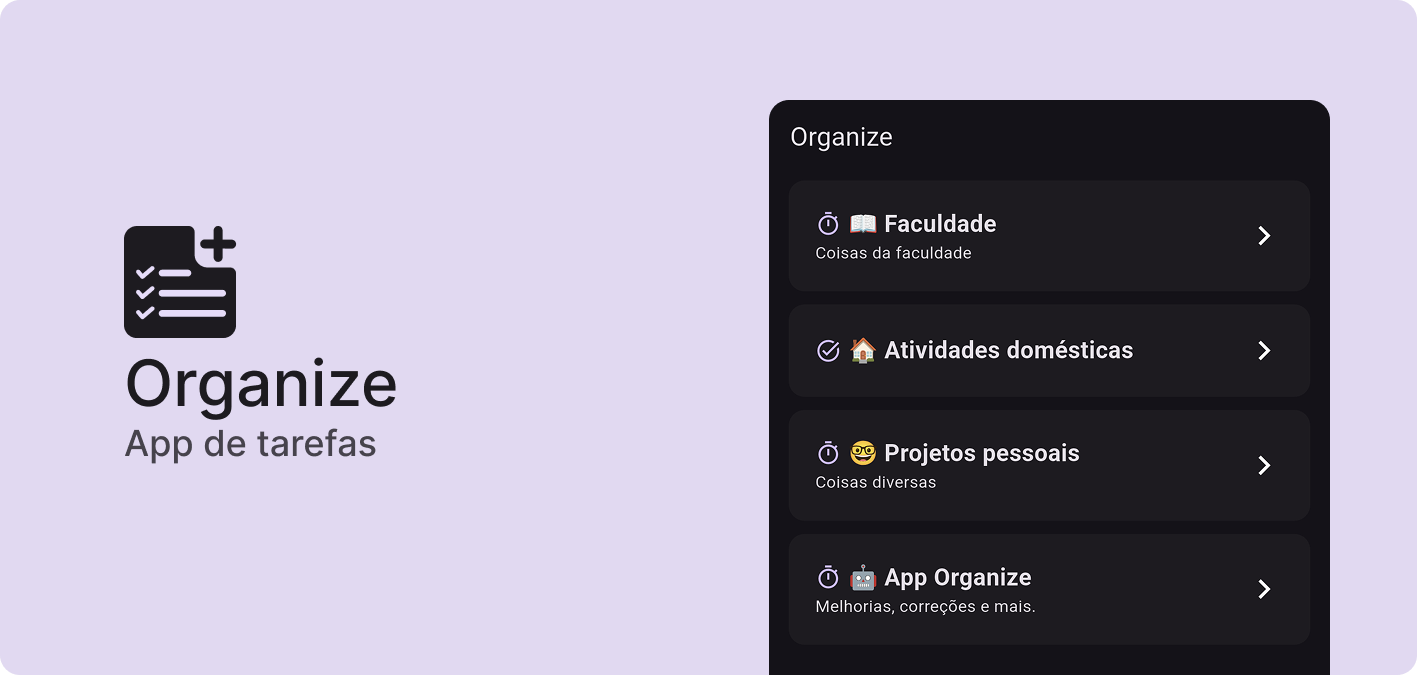 Organize
App de tarefas
Organize
📖 Faculdade
Coisas da faculdade
🏠 Atividades domésticas
🤓 Projetos pessoais
Coisas diversas
🤖 App Organize
Melhorias, correções e mais.